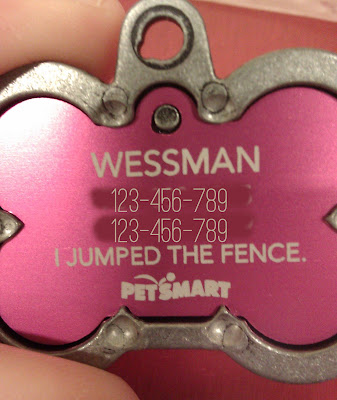 WESSMAN
123-456-789
123-456-789
I JUMPED THE FENCE.
PETSMART